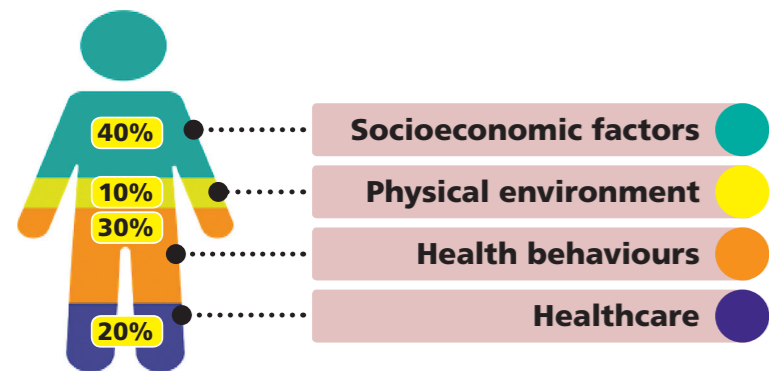 40% Socioeconomic factors
10% Physical environment
30% Health behaviours
20% Healthcare